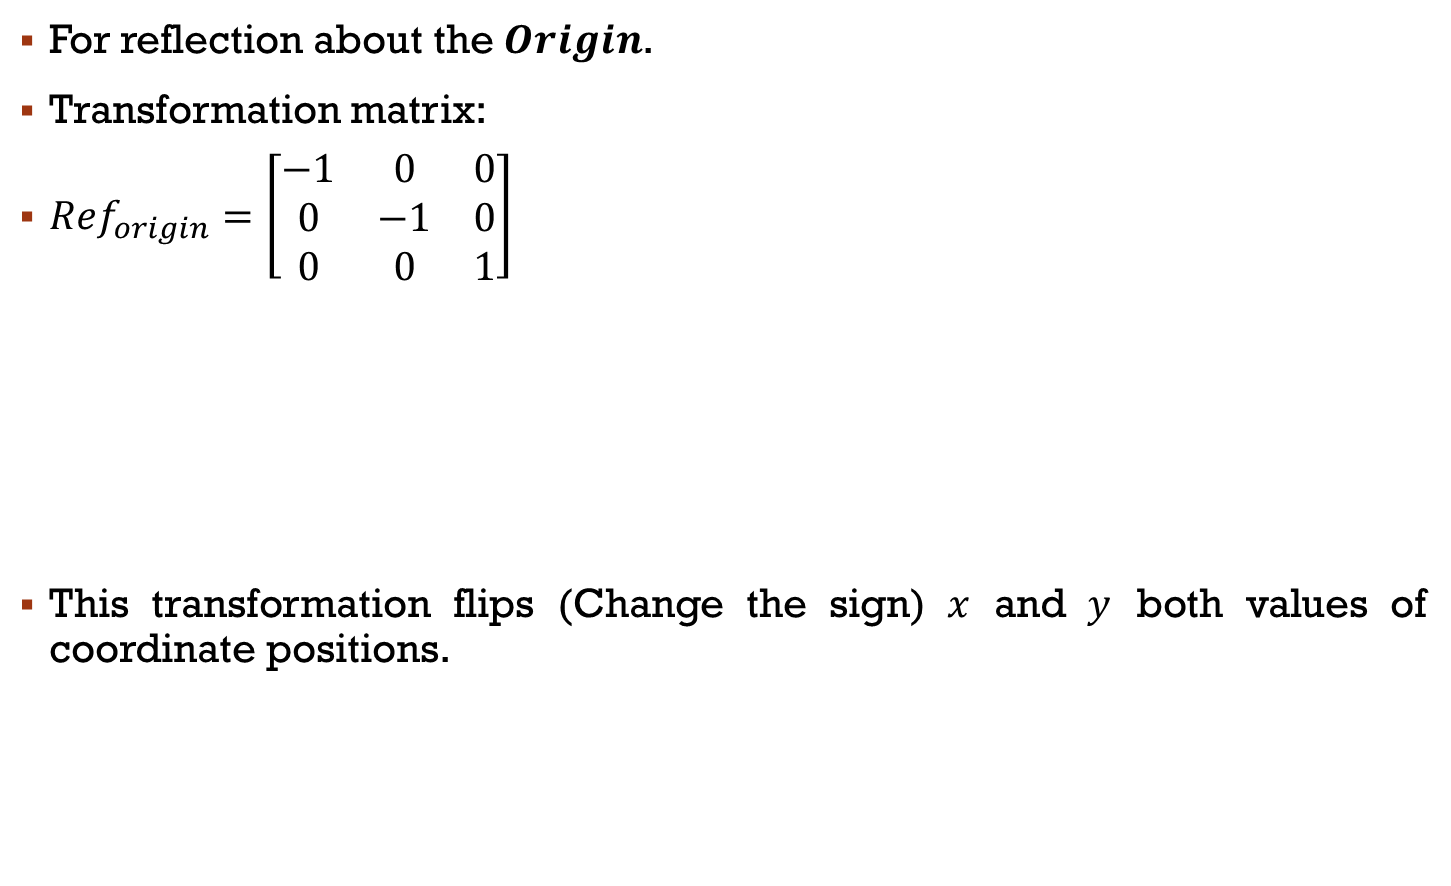 ▪ For reflection about the Origin.
▪ Transformation matrix:
▪ Ref_origin = [−1 0 0
0 −1 0
0 0 1]
▪ This transformation flips (Change the sign) x and y both values of
coordinate positions.